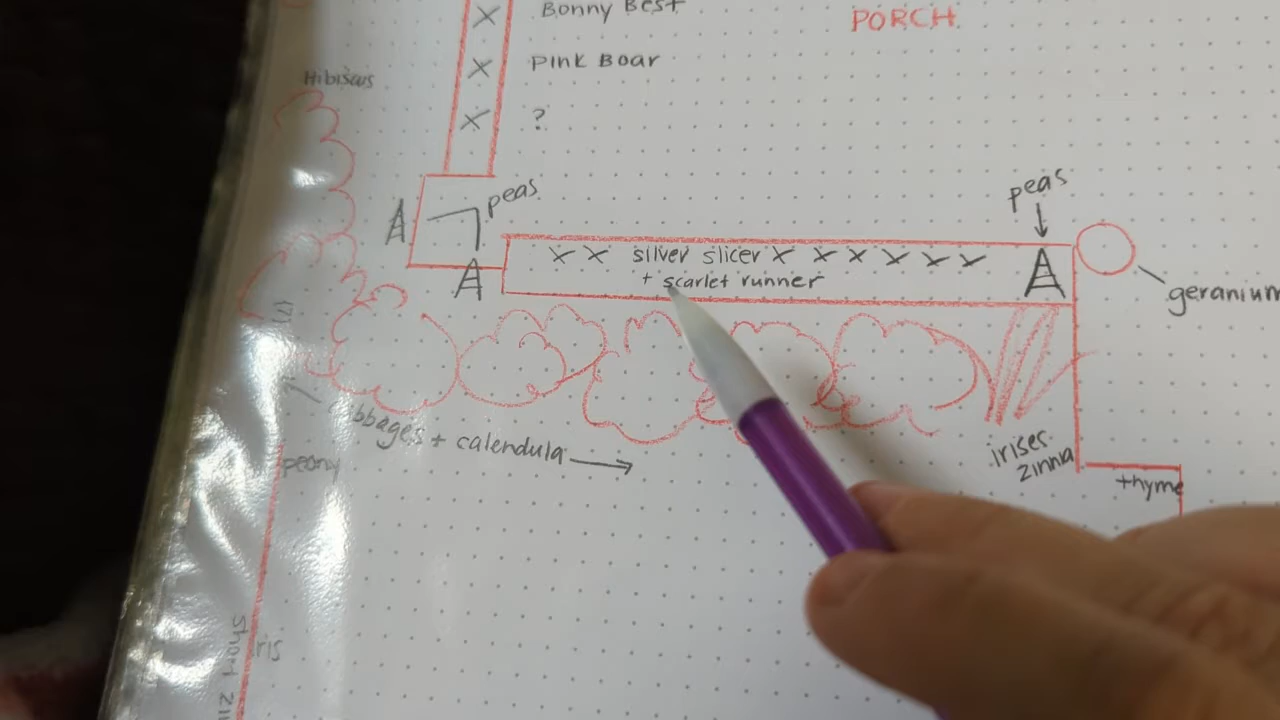 Bonny Best
PORCH
Pink Boar
Hibiscus
?
peas
peas
silver slicer
+ scarlet runner
geranium
+ calendula
irises
zinnia
peony
thyme
iris
short